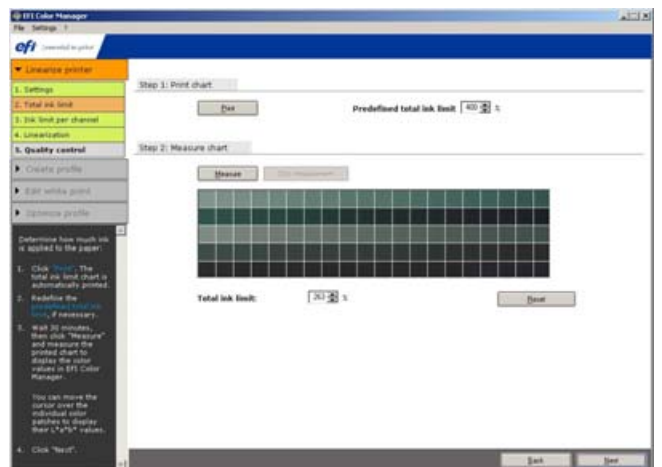 EFI Color Manager
File Settings ?
efi
Linearize printer
1. Settings
2. Total ink limit
3. Ink limit per channel
4. Linearization
5. Quality control
Create profile
Edit white point
Optimize profile
Determine how much ink
is applied to the paper:
1. Click "Print". The
total ink limit chart is
automatically printed.
2. Redefine the
predefined total ink
limit, if necessary.
3. Wait 30 minutes,
then click "Measure"
and measure the
printed chart to
display the color
values in EFI Color
Manager.
You can move the
cursor over the
individual color
patches to display
their L*a*b* values.
4. Click "Next".
Step 1: Print chart
Print
Predefined total ink limit 400 %
Step 2: Measure chart
Measure
Total ink limit: 263 %
Reset
Back Next